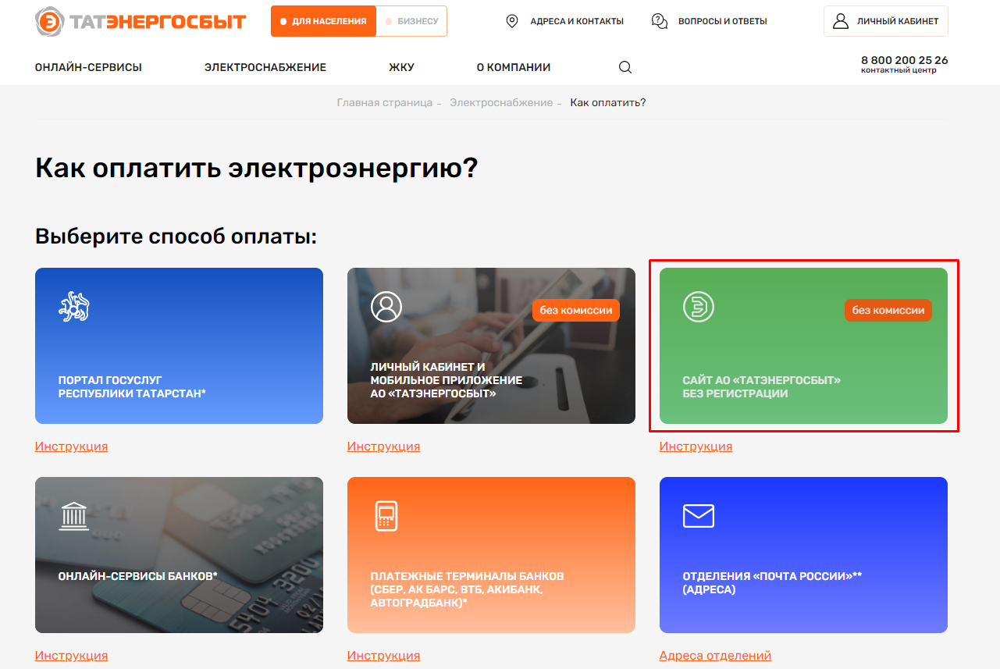 ТАТЭНЕРГОСБЫТ
ДЛЯ НАСЕЛЕНИЯ
БИЗНЕСУ
АДРЕСА И КОНТАКТЫ
ВОПРОСЫ И ОТВЕТЫ
ЛИЧНЫЙ КАБИНЕТ
ОНЛАЙН-СЕРВИСЫ
ЭЛЕКТРОСНАБЖЕНИЕ
ЖКУ
О КОМПАНИИ
8 800 200 25 26
контактный центр
Главная страница – Электроснабжение – Как оплатить?
Как оплатить электроэнергию?
Выберите способ оплаты:
ПОРТАЛ ГОСУСЛУГ
РЕСПУБЛИКИ ТАТАРСТАН*
без комиссии
ЛИЧНЫЙ КАБИНЕТ И
МОБИЛЬНОЕ ПРИЛОЖЕНИЕ
АО «ТАТЭНЕРГОСБЫТ»
без комиссии
САЙТ АО «ТАТЭНЕРГОСБЫТ»
БЕЗ РЕГИСТРАЦИИ
Инструкция
Инструкция
Инструкция
ОНЛАЙН-СЕРВИСЫ БАНКОВ*
5404 3200
ПЛАТЕЖНЫЕ ТЕРМИНАЛЫ БАНКОВ
(СБЕР, АК БАРС, ВТБ, АКИБАНК,
АВТОГРАДБАНК)*
ОТДЕЛЕНИЯ «ПОЧТА РОССИИ»**
(АДРЕСА)
Инструкция
Инструкция
Адреса отделений